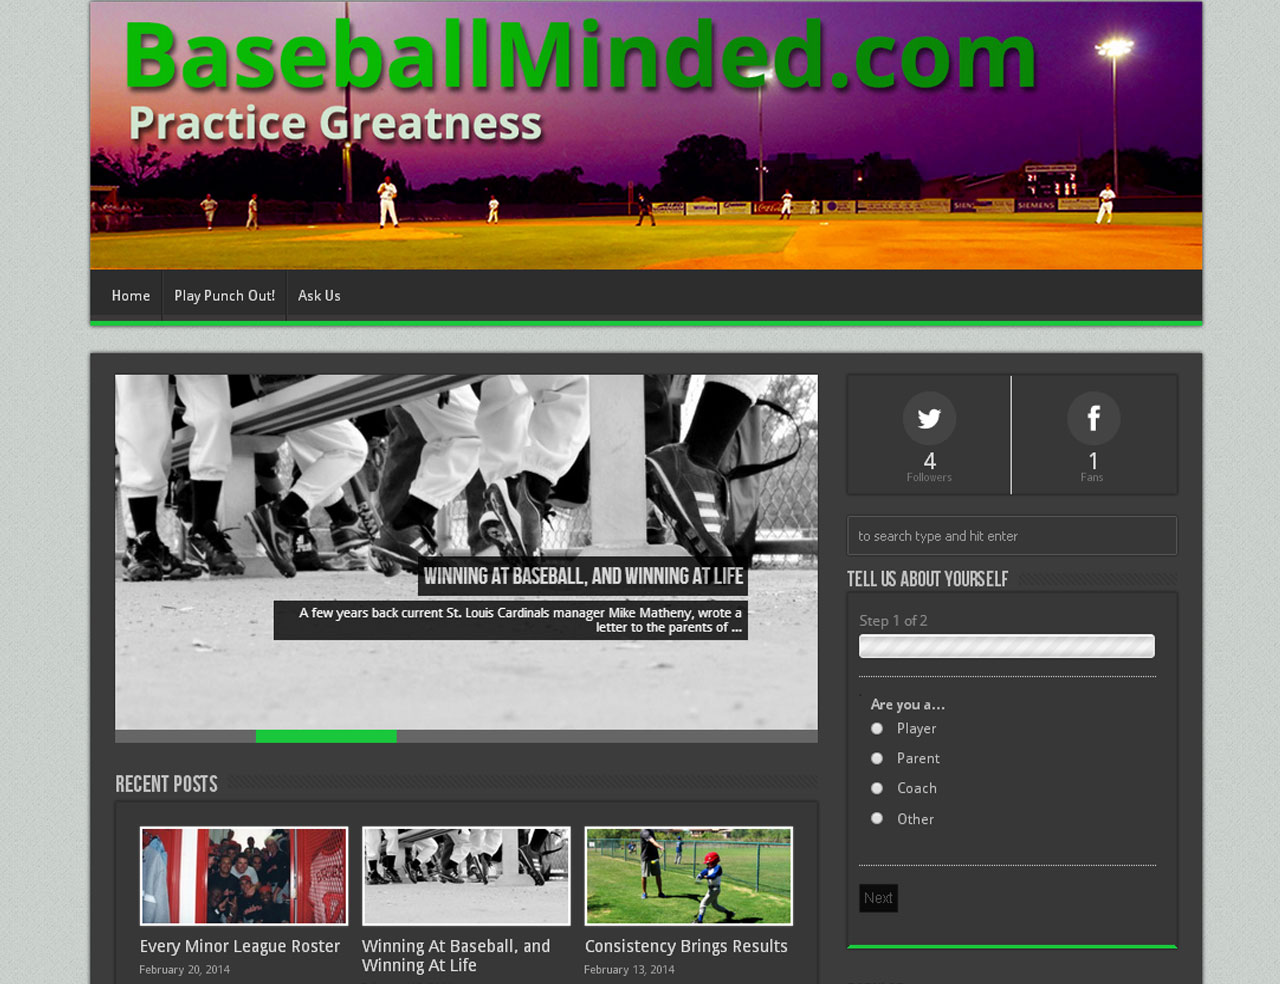 BaseballMinded.com
Practice Greatness
SIEMENS
Home
Play Punch Out!
Ask Us
WINNING AT BASEBALL, AND WINNING AT LIFE
A few years back current St. Louis Cardinals manager Mike Matheny, wrote a
letter to the parents of ...
4
Followers
1
Fans
to search type and hit enter
TELL US ABOUT YOURSELF
Step 1 of 2
Are you a...
Player
Parent
Coach
Other
Next
RECENT POSTS
Every Minor League Roster
February 20, 2014
Winning At Baseball, and
Winning At Life
Consistency Brings Results
February 13, 2014